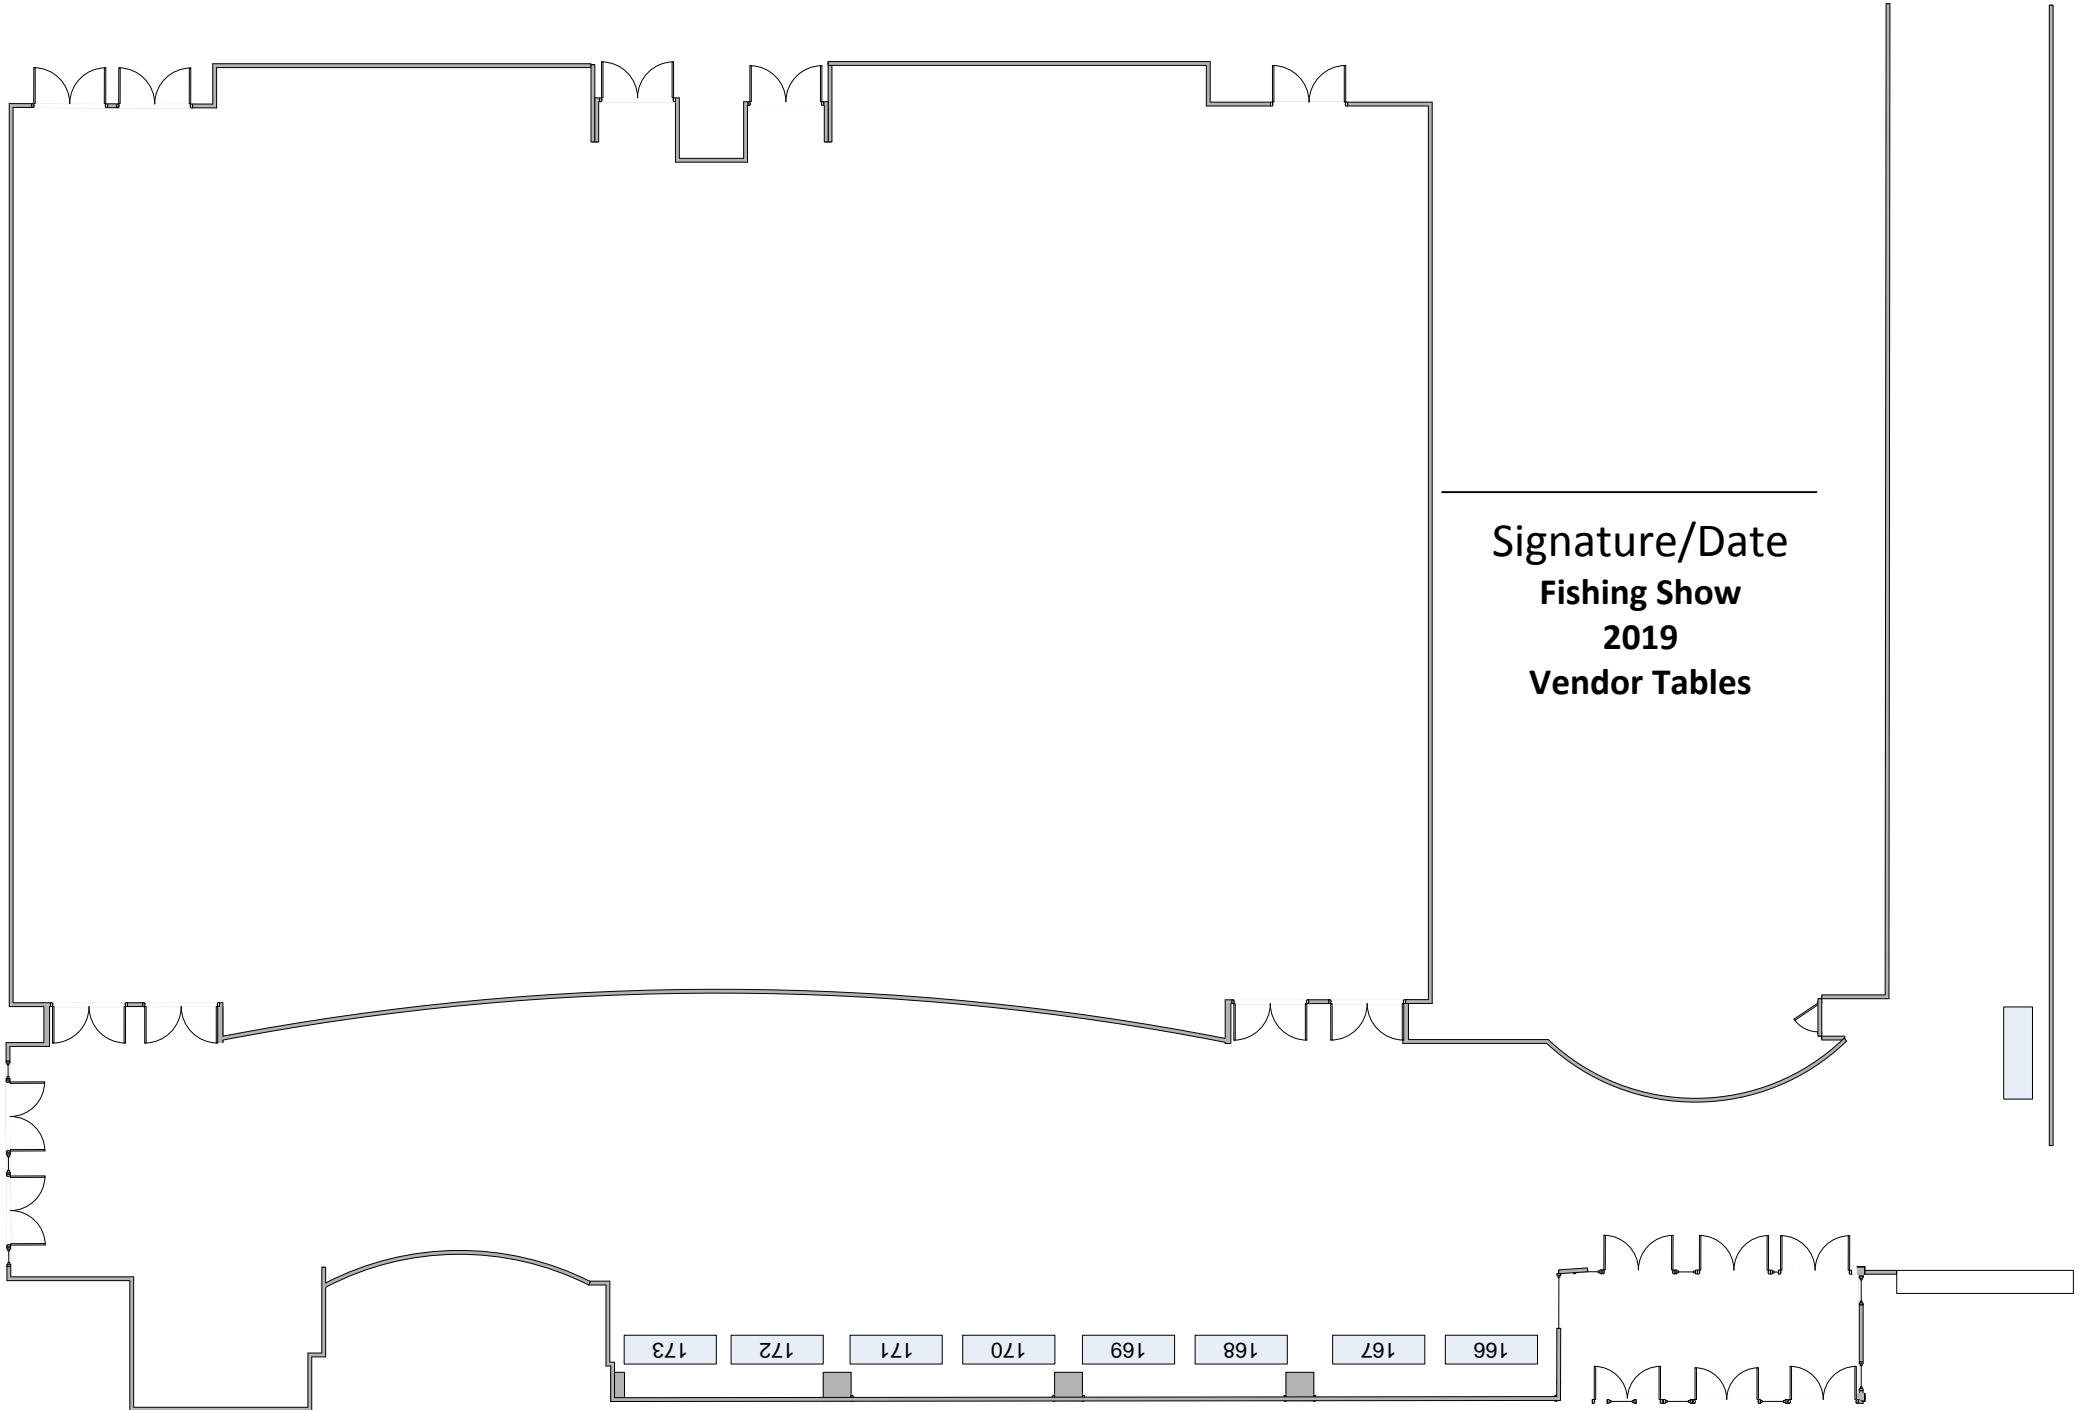 Signature/Date
Fishing Show
2019
Vendor Tables
173 172 171 170 169 168 167 166